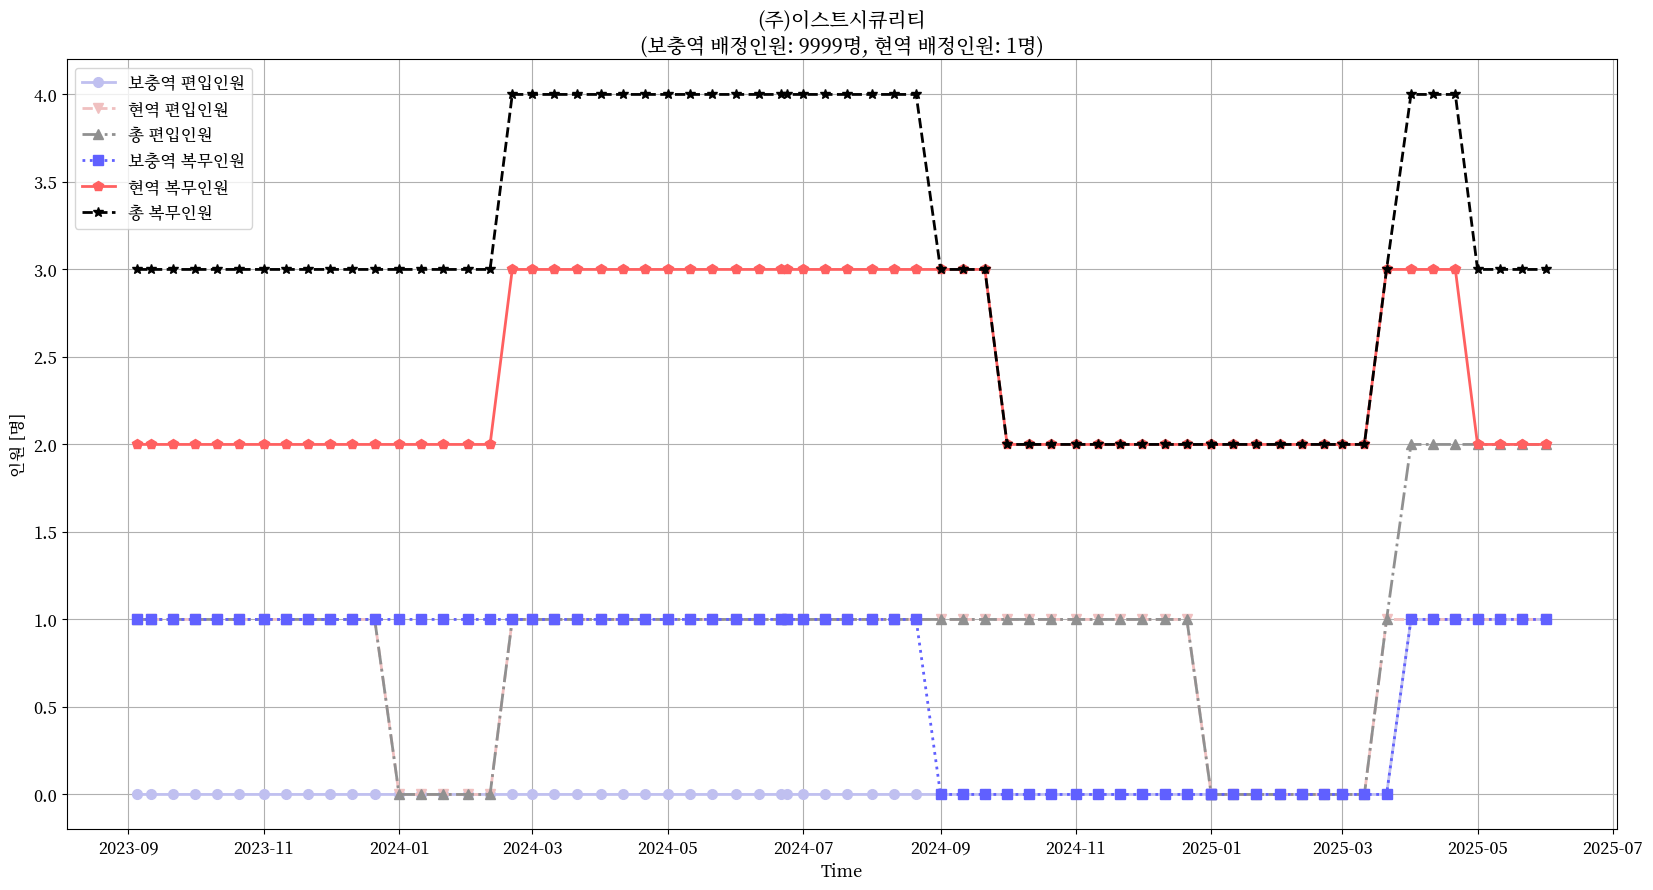 (주)이스트시큐리티
(보충역 배정인원: 9999명, 현역 배정인원: 1명)
보충역 편입인원
현역 편입인원
총 편입인원
보충역 복무인원
현역 복무인원
총 복무인원
인원 [명]
4.0
3.5
3.0
2.5
2.0
1.5
1.0
0.5
0.0
2023-09 2023-11 2024-01 2024-03 2024-05 2024-07 2024-09 2024-11 2025-01 2025-03 2025-05 2025-07
Time